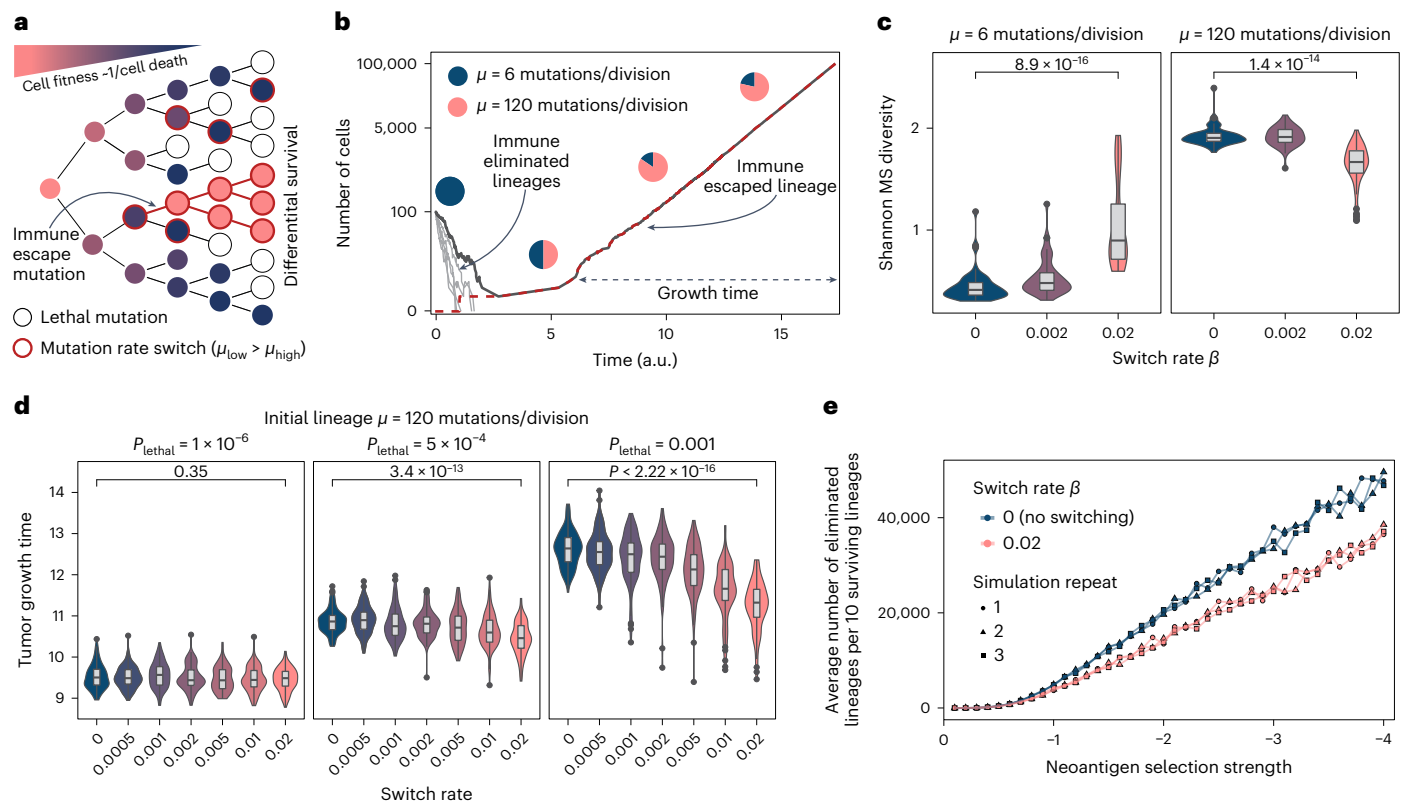 a
Cell fitness ~1/cell death
Immune
escape
mutation
Differentital survival
Lethal mutation
Mutation rate switch (μlow > μhigh)
b
Number of cells
100,000
5,000
100
0
μ = 6 mutations/division
μ = 120 mutations/division
Immune
eliminated
lineages
Immune
escaped lineage
Growth time
0
5
10
15
Time (a.u.)
c
μ = 6 mutations/division
μ = 120 mutations/division
8.9 × 10⁻¹⁶
1.4 × 10⁻¹⁴
Shannon MS diversity
2
1
0
0.002
0.02
0
0.002
0.02
Switch rate β
d
Initial lineage μ = 120 mutations/division
Plethal = 1 × 10⁻⁶
Plethal = 5 × 10⁻⁴
Plethal = 0.001
0.35
3.4 × 10⁻¹³
P < 2.22 × 10⁻¹⁶
Tumor growth time
14
13
12
11
10
9
0
0.0005
0.001
0.002
0.005
0.01
0.02
0
0.0005
0.001
0.002
0.005
0.01
0.02
0
0.0005
0.001
0.002
0.005
0.01
0.02
Switch rate
e
Average number of eliminated
lineages per 10 surviving lineages
40,000
20,000
0
Switch rate β
0 (no switching)
0.02
Simulation repeat
1
2
3
0
−1
−2
−3
−4
Neoantigen selection strength